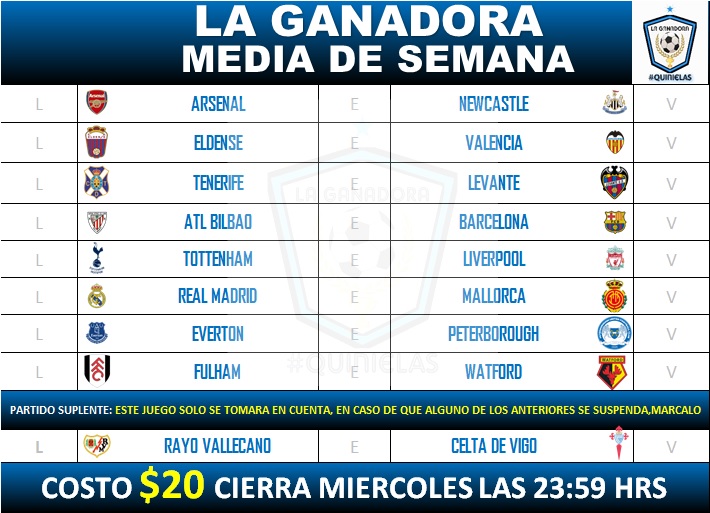 LA GANADORA
MEDIA DE SEMANA
LA GANADORA
#QUINIELAS
L ARSENAL E NEWCASTLE V
L ELDENSE E VALENCIA V
L TENERIFE E LEVANTE V
L ATL BILBAO E BARCELONA V
L TOTTENHAM E LIVERPOOL V
L REAL MADRID E MALLORCA V
L EVERTON E PETERBOROUGH V
L FULHAM E WATFORD V
LA GANADORA
#QUINIELAS
PARTIDO SUPLENTE: ESTE JUEGO SOLO SE TOMARA EN CUENTA, EN CASO DE QUE ALGUNO DE LOS ANTERIORES SE SUSPENDA,MARCALO
L RAYO VALLECANO E CELTA DE VIGO V
COSTO $20 CIERRA MIERCOLES LAS 23:59 HRS